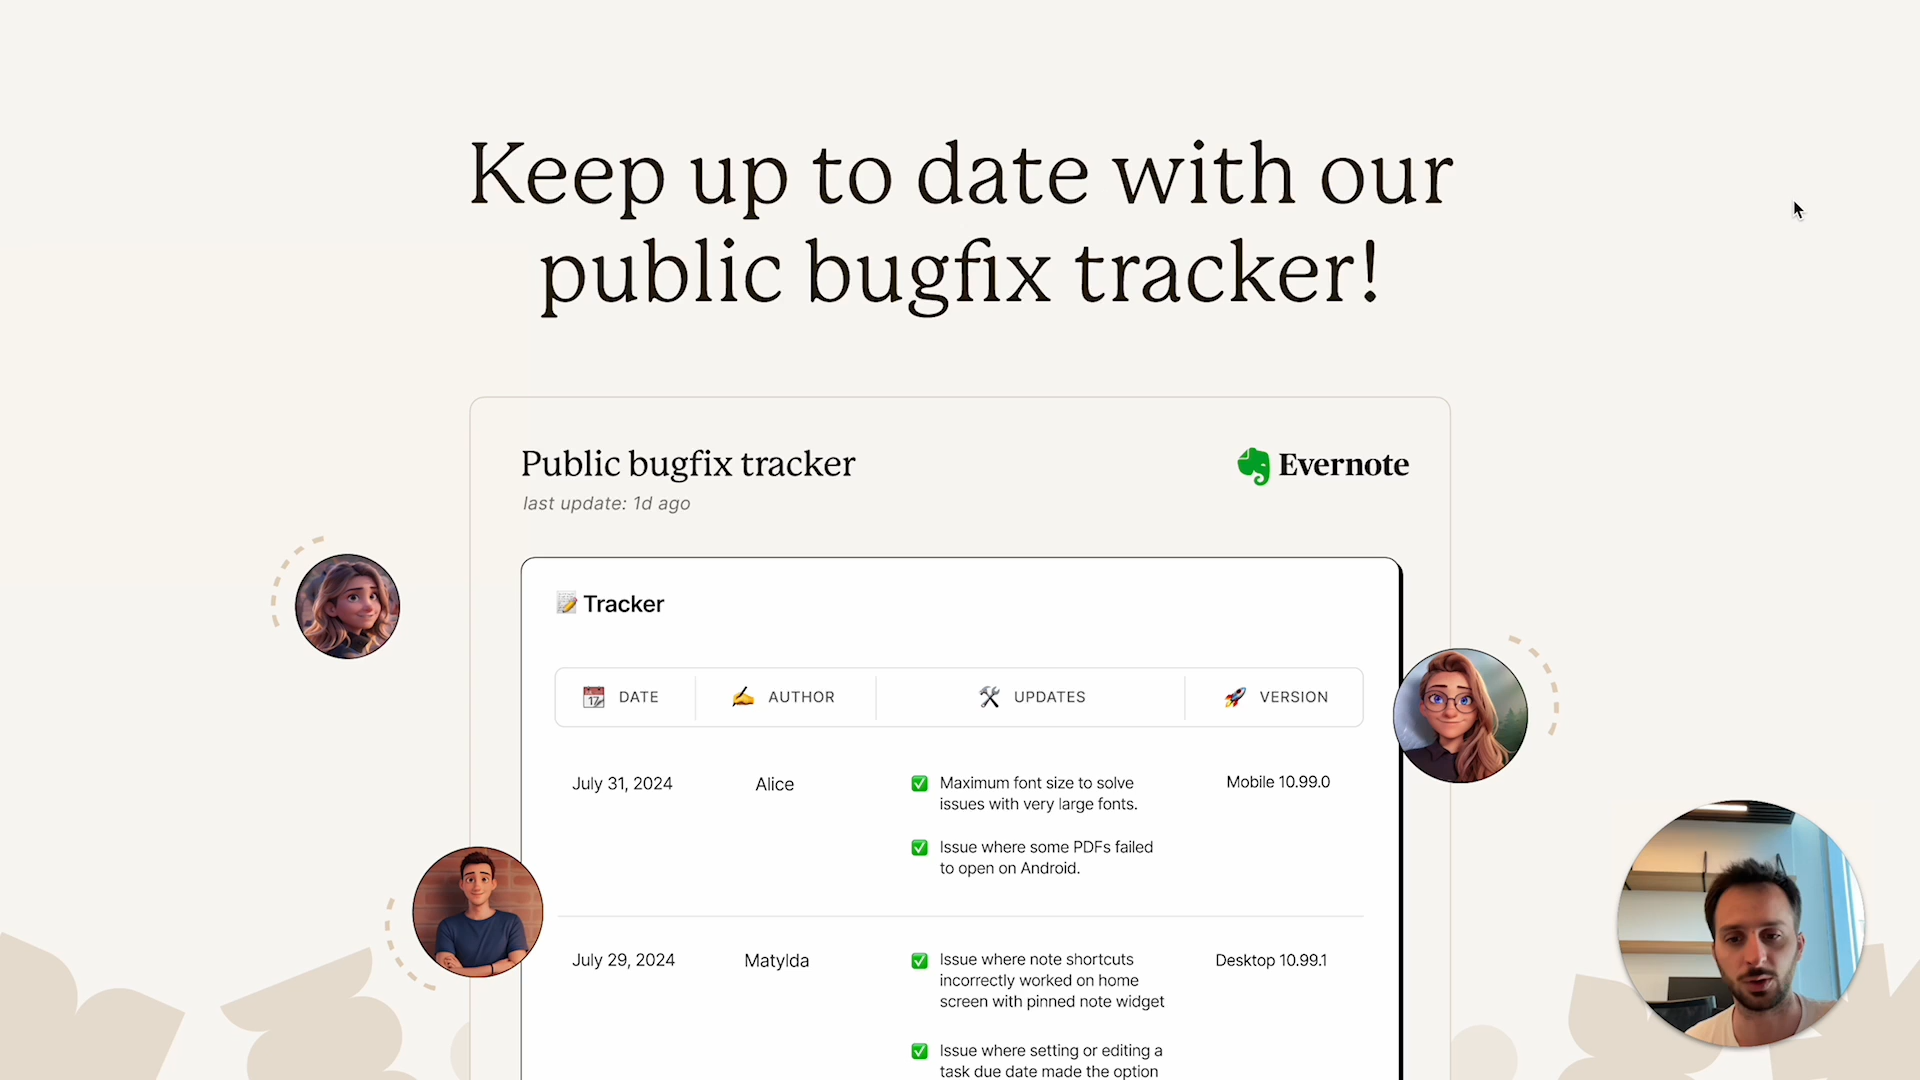 Keep up to date with our
public bugfix tracker!
Public bugfix tracker
Evernote
last update: 1d ago
Tracker
DATE
AUTHOR
UPDATES
VERSION
July 31, 2024
Alice
Maximum font size to solve
issues with very large fonts.
Mobile 10.99.0
Issue where some PDFs failed
to open on Android.
July 29, 2024
Matylda
Issue where note shortcuts
incorrectly worked on home
screen with pinned note widget
Desktop 10.99.1
Issue where setting or editing a
task due date made the option